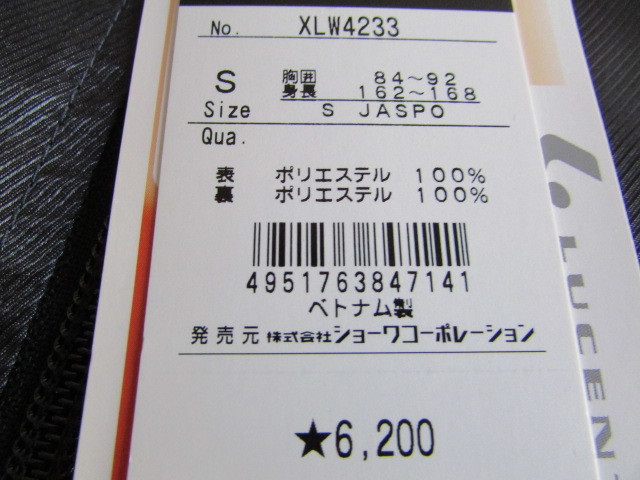 No. XLW4233
S 胸囲 84～92
身長 162～168
Size S JASPO
Qua.
表 ポリエステル 100%
裏 ポリエステル 100%
4951763847141
ベトナム製
発売元 株式会社ショーワコーポレーション
★6,200
LUCENT